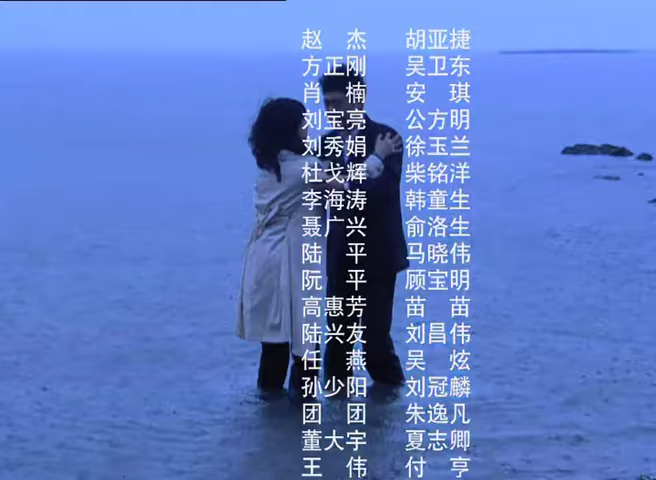 赵 杰 胡亚捷
方正刚 吴卫东
肖 楠 安 琪
刘宝亮 公方明
刘秀娟 徐玉兰
杜戈辉 柴铭洋
李海涛 韩童生
聂广兴 俞洛生
陆 平 马晓伟
阮 平 顾宝明
高惠芳 苗 苗
陆兴友 刘昌伟
任 燕 吴 炫
孙少阳 刘冠麟
团 团 朱逸凡
董大宇 夏志卿
王 伟 付 亨